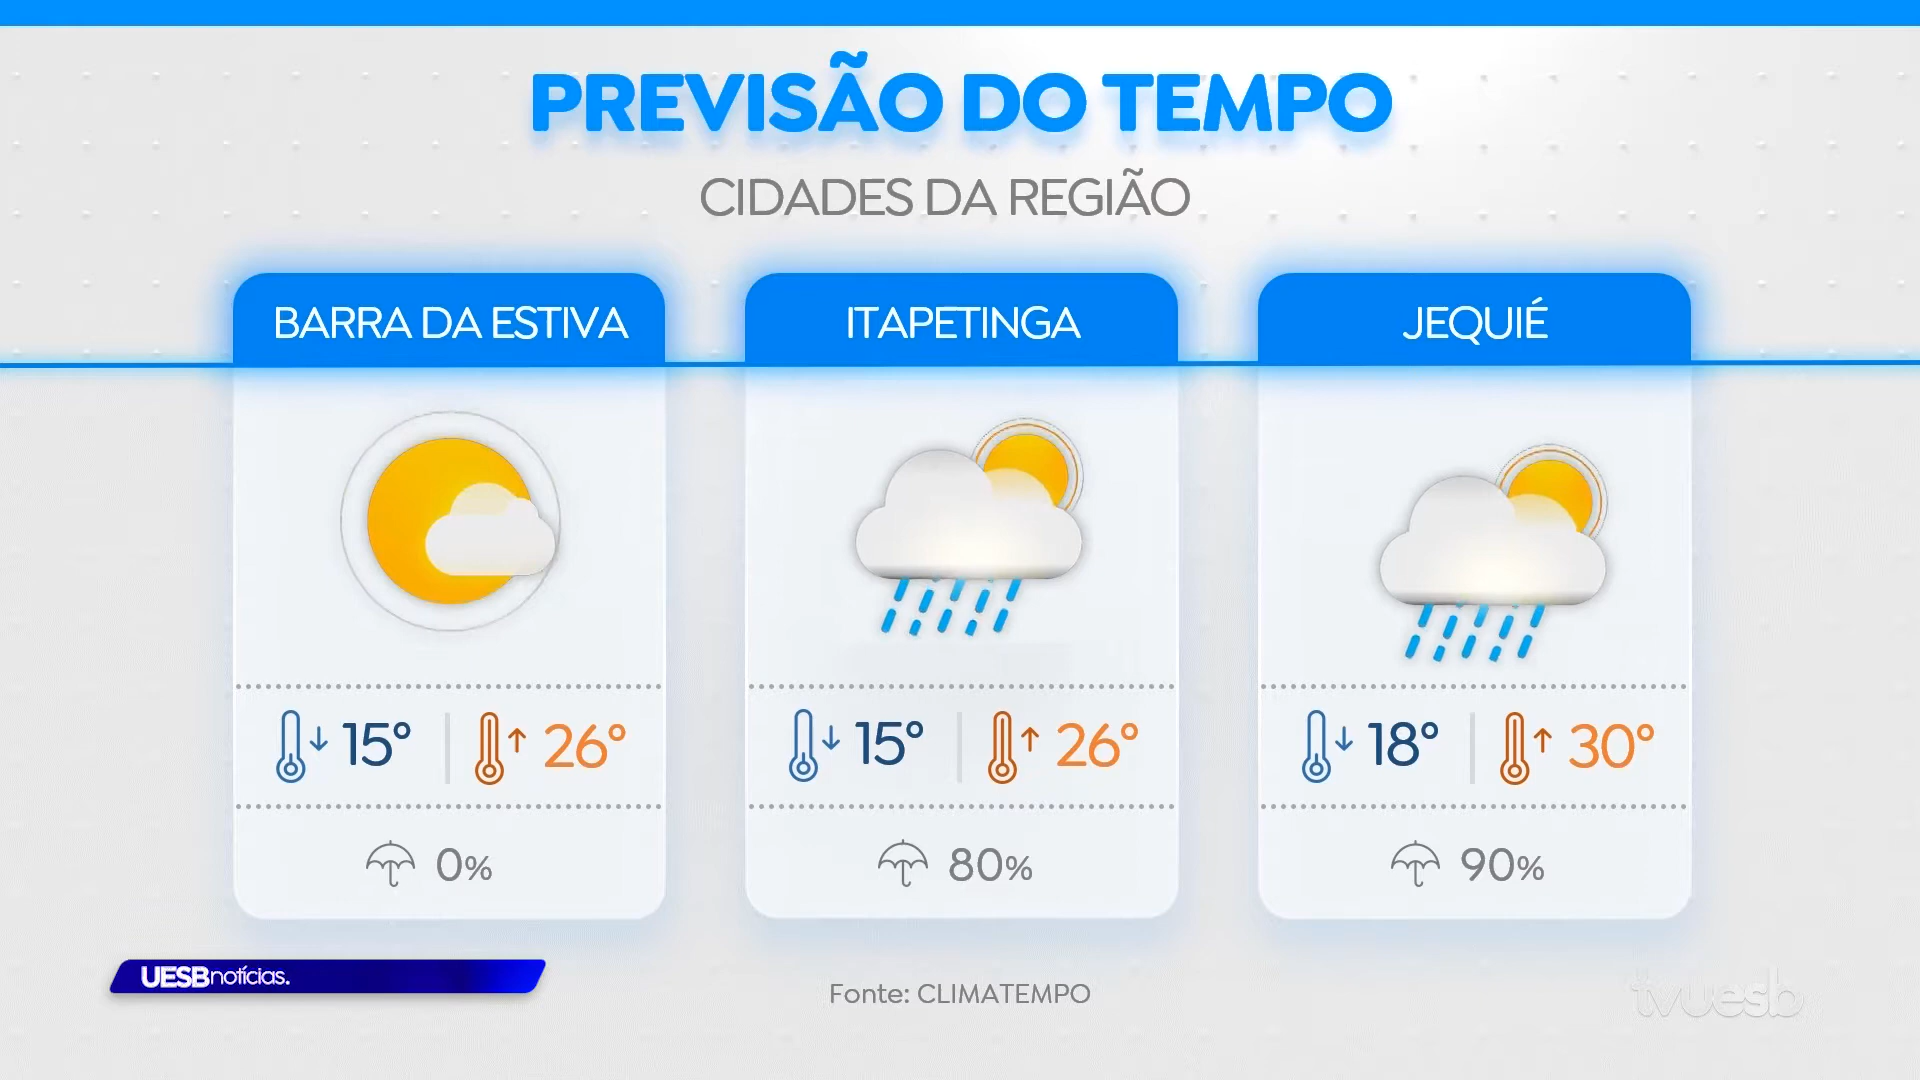 PREVISÃO DO TEMPO
CIDADES DA REGIÃO
BARRA DA ESTIVA
15° 26°
0%
ITAPETINGA
15° 26°
80%
JEQUIÉ
18° 30°
90%
UESBnotícias.
Fonte: CLIMATEMPO
tvuesb